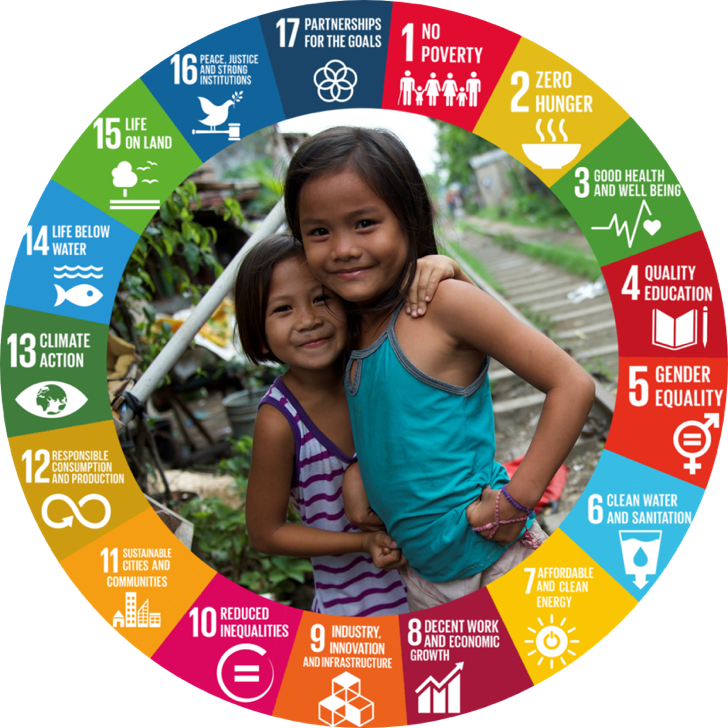 1 NO
POVERTY
2 ZERO
HUNGER
3 GOOD HEALTH
AND WELL BEING
4 QUALITY
EDUCATION
5 GENDER
EQUALITY
6 CLEAN WATER
AND SANITATION
7 AFFORDABLE
AND CLEAN
ENERGY
8 DECENT WORK
AND ECONOMIC
GROWTH
9 INDUSTRY,
INNOVATION
AND INFRASTRUCTURE
10 REDUCED
INEQUALITIES
11 SUSTAINABLE
CITIES AND
COMMUNITIES
12 RESPONSIBLE
CONSUMPTION
AND PRODUCTION
13 CLIMATE
ACTION
14 LIFE BELOW
WATER
15 LIFE
ON LAND
16 PEACE, JUSTICE
AND STRONG
INSTITUTIONS
17 PARTNERSHIPS
FOR THE GOALS